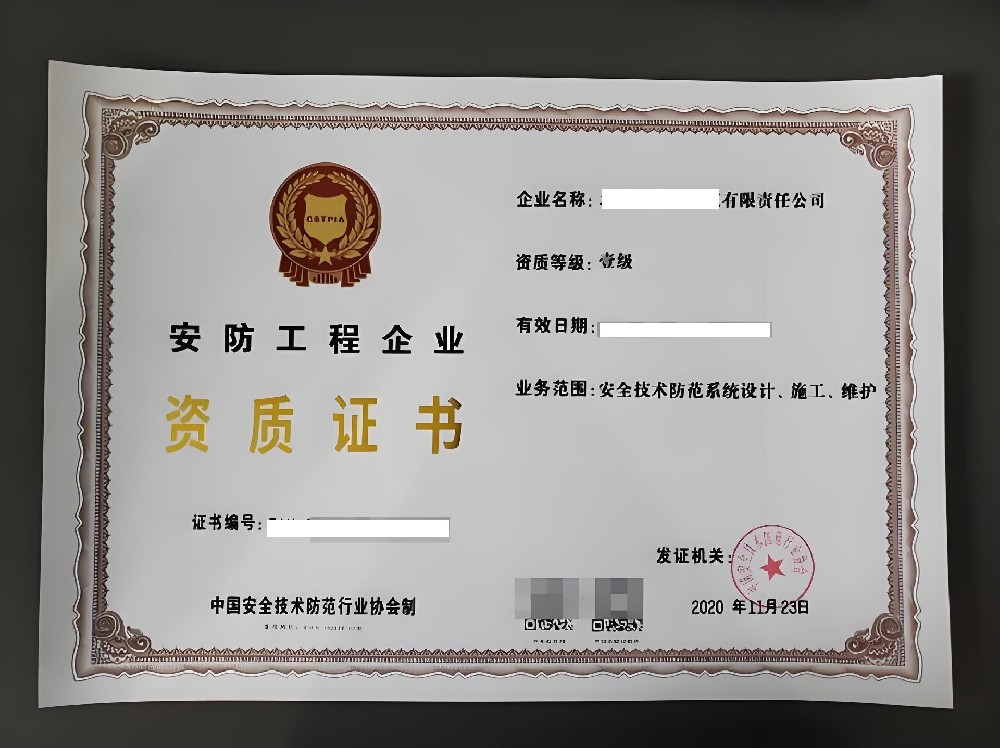 安防工程企业
资质证书
证书编号:
中国安全技术防范行业协会制
企业名称:
有限责任公司
资质等级: 壹级
有效日期:
业务范围: 安全技术防范系统设计、施工、维护
发证机关:
2020 年11月23日